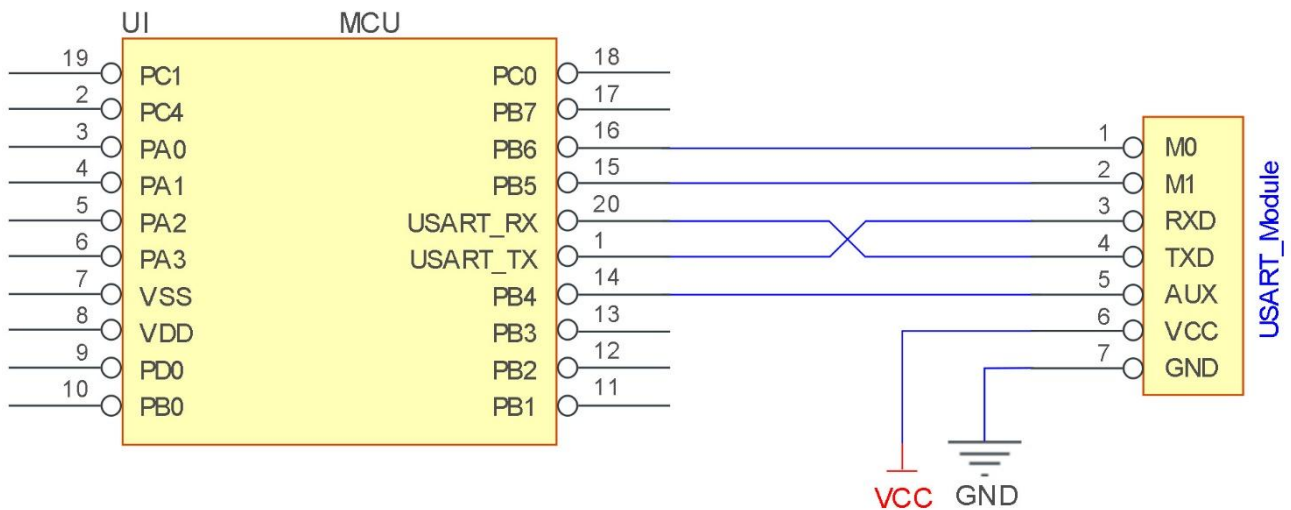 UI MCU
19 PC1 PC0 18
2 PC4 PB7 17
3 PA0 PB6 16 1 M0
4 PA1 PB5 15 2 M1
5 PA2 USART_RX 20 3 RXD
6 PA3 USART_TX 1 4 TXD
7 VSS PB4 14 5 AUX
8 VDD PB3 13 6 VCC
9 PD0 PB2 12 7 GND
10 PB0 PB1 11
USART_Module
VCC GND